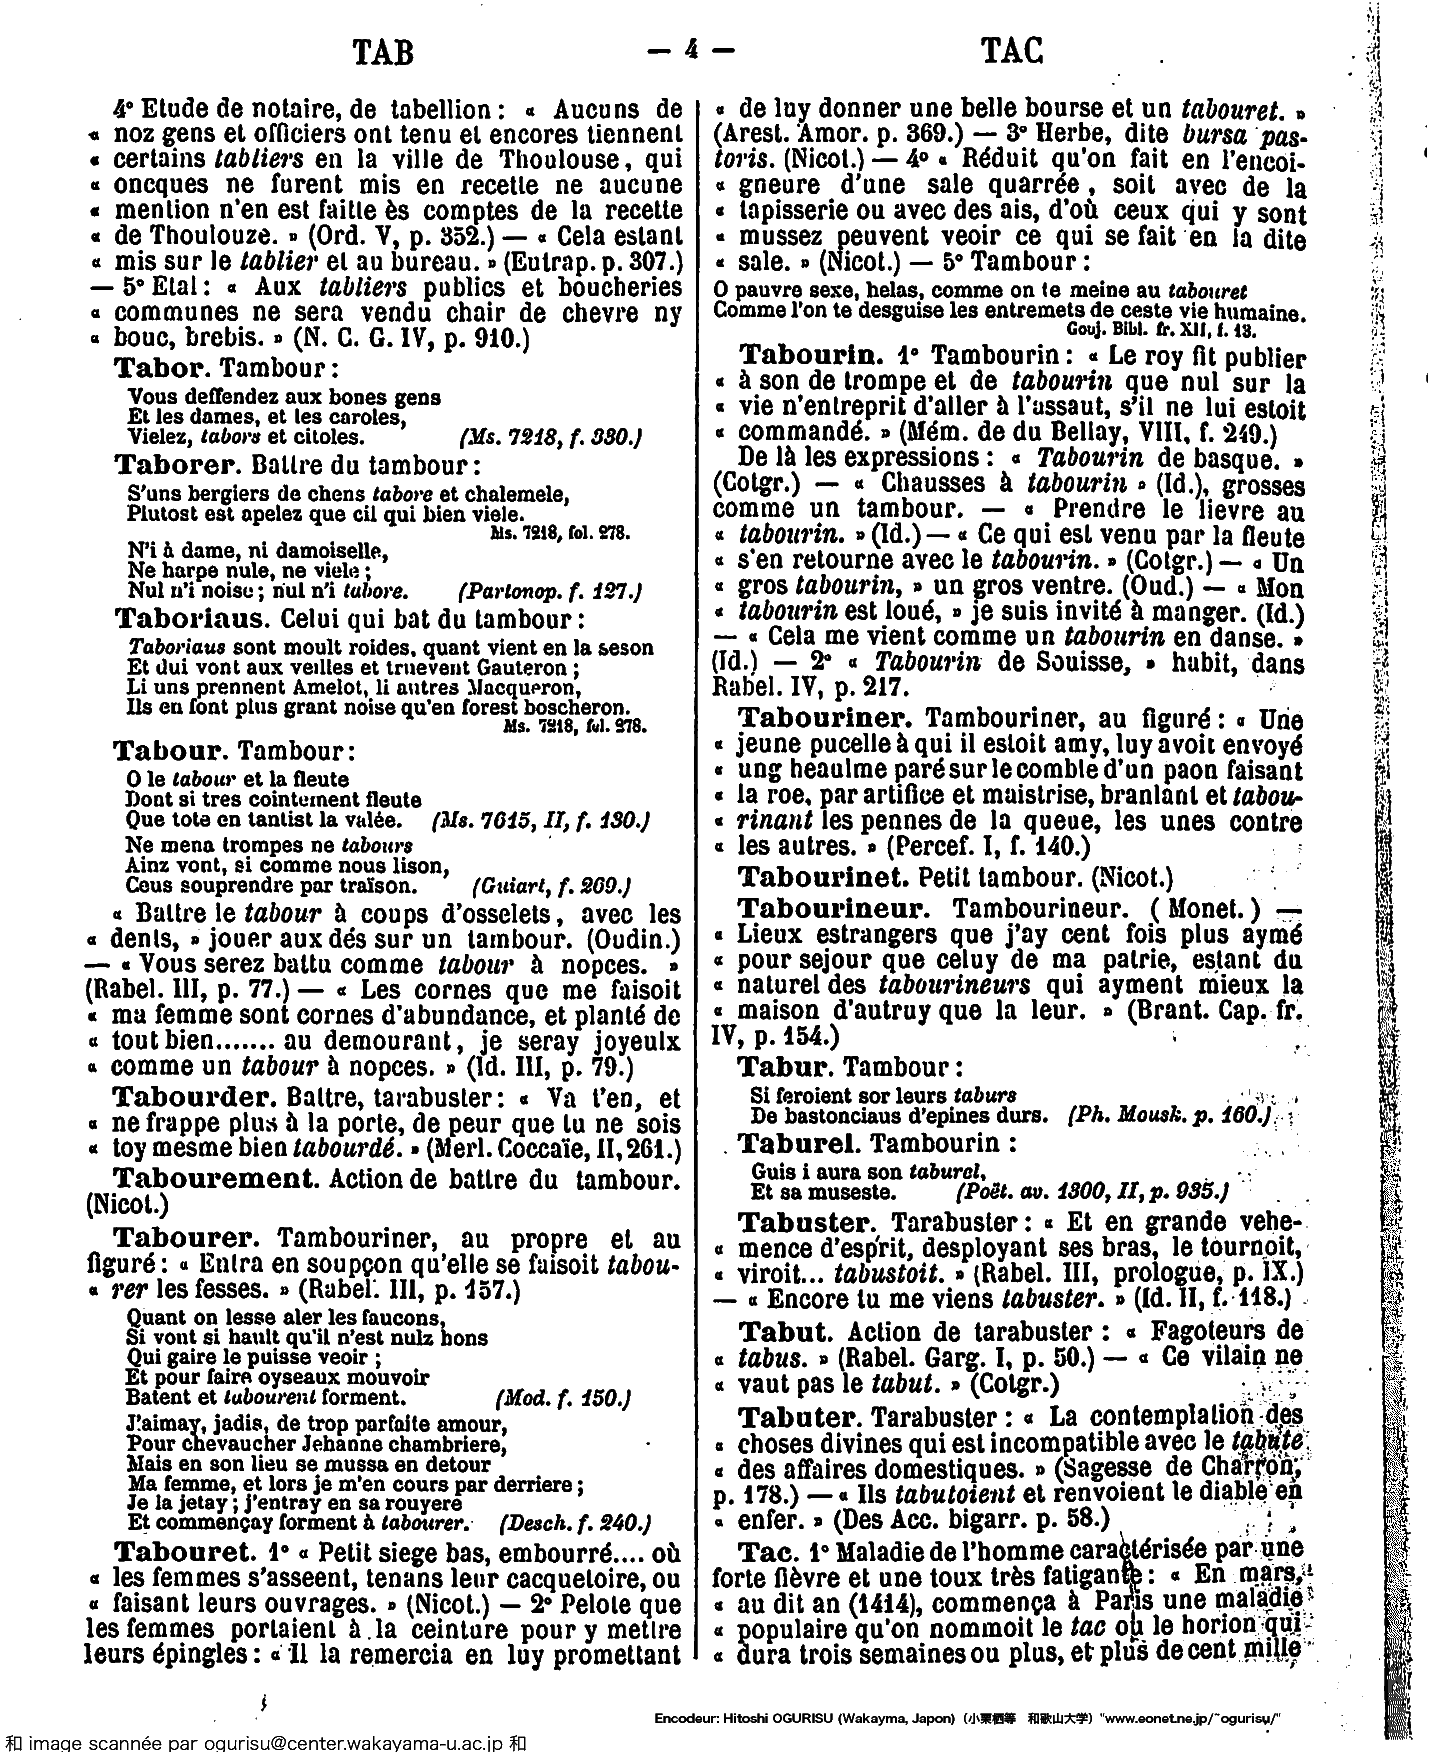 TAB — 4 — TAC
4° Etude de notaire, de tabellion : « Aucuns de
« noz gens et officiers ont tenu et encores tiennent
« certains tabliers en la ville de Thoulouse, qui
« oncques ne furent mis en recette ne aucune
« mention n'en est faitte ès comptes de la recette
« de Thoulouze. » (Ord. V, p. 352.) — « Cela estant
« mis sur le tablier et au bureau. » (Eutrap. p. 307.)
— 5° Etal : « Aux tabliers publics et boucheries
« communes ne sera vendu chair de chevre ny
« bouc, brebis. » (N. C. G. IV, p. 910.)
Tabor. Tambour :
Vous deffendez aux bones gens
Et les dames, et les caroles,
Vielez, tabors et citoles. (Ms. 7218, f. 330.)
Taborer. Battre du tambour :
S'uns bergiers de chens tabore et chalemele,
Plutost est apelez que cil qui bien viele.
Ms. 7218, fol. 278.
N'i à dame, ni damoiselle,
Ne harpe nule, ne viele ;
Nul n'i noise ; nul n'i tabore. (Partonop. f. 127.)
Taboriaus. Celui qui bat du tambour :
Taboriaus sont moult roides, quant vient en la seson
Et dui vont aux veilles et truevent Gauteron ;
Li uns prennent Amelot, li autres Macqueron,
Ils en font plus grant noise qu'en forest boscheron.
Ms. 7218, fol. 278.
Tabour. Tambour :
O le tabour et la fleute
Dont si tres cointement fleute
Que tote en tantist la valée. (Ms. 7615, II, f. 130.)
Ne mena trompes ne tabours
Ainz vont, si comme nous lison,
Ceus souprendre par traïson. (Guiart, f. 269.)
« Battre le tabour à coups d'osselets, avec les
« dents, » jouer aux dés sur un tambour. (Oudin.)
— « Vous serez battu comme tabour à nopces. »
(Rabel. III, p. 77.) — « Les cornes que me faisoit
« ma femme sont cornes d'abundance, et planté de
« tout bien....... au demourant, je seray joyeulx
« comme un tabour à nopces. » (Id. III, p. 79.)
Tabourder. Battre, tarabuster : « Va t'en, et
« ne frappe plus à la porte, de peur que tu ne sois
« toy mesme bien tabourdé. » (Merl. Coccaïe, II, 261.)
Tabourement. Action de battre du tambour.
(Nicot.)
Tabourer. Tambouriner, au propre et au
figuré : « Entra en soupçon qu'elle se faisoit tabou-
« rer les fesses. » (Rabel. III, p. 157.)
Quant on lesse aler les faucons,
Si vont si hault qu'il n'est nulz hons
Qui gaire le puisse veoir ;
Et pour faire oyseaux mouvoir
Batent et tabourent forment. (Mod. f. 150.)
J'aimay, jadis, de trop parfaite amour,
Pour chevaucher Jehanne chambriere,
Mais en son lieu se mussa en detour
Ma femme, et lors je m'en cours par derriere ;
Je la jetay ; j'entray en sa rouyere
Et commençay forment à tabourer. (Desch. f. 240.)
Tabouret. 1° « Petit siege bas, embourré.... où
« les femmes s'asseent, tenans leur cacquetoire, ou
« faisant leurs ouvrages. » (Nicot.) — 2° Pelote que
les femmes portaient à la ceinture pour y mettre
leurs épingles : « Il la remercia en luy promettant
« de luy donner une belle bourse et un tabouret. »
(Arest. Amor. p. 369.) — 3° Herbe, dite bursa pas-
toris. (Nicot.) — 4° « Réduit qu'on fait en l'encoi-
« gneure d'une sale quarrée, soit avec de la
« tapisserie ou avec des ais, d'où ceux qui y sont
« mussez peuvent veoir ce qui se fait en la dite
« sale. » (Nicot.) — 5° Tambour :
O pauvre sexe, helas, comme on te meine au tabouret
Comme l'on te desguise les entremets de ceste vie humaine.
Gouj. Bibl. fr. XII, f. 13.
Tabourin. 1° Tambourin : « Le roy fit publier
« à son de trompe et de tabourin que nul sur la
« vie n'entreprit d'aller à l'assaut, s'il ne lui estoit
« commandé. » (Mém. de du Bellay, VIII, f. 249.)
De là les expressions : « Tabourin de basque. »
(Cotgr.) — « Chausses à tabourin » (Id.), grosses
comme un tambour. — « Prendre le lievre au
« tabourin. » (Id.) — « Ce qui est venu par la fleute
« s'en retourne avec le tabourin. » (Cotgr.) — « Un
« gros tabourin, » un gros ventre. (Oud.) — « Mon
« tabourin est loué, » je suis invité à manger. (Id.)
— « Cela me vient comme un tabourin en danse. »
(Id.) — 2° « Tabourin de Souisse, » habit, dans
Rabel. IV, p. 217.
Tabouriner. Tambouriner, au figuré : « Une
« jeune pucelle à qui il estoit amy, luy avoit envoyé
« ung heaulme paré sur le comble d'un paon faisant
« la roe, par artifice et maistrise, branlant et tabou-
« rinant les pennes de la queue, les unes contre
« les autres. » (Percef. I, f. 140.)
Tabourinet. Petit tambour. (Nicot.)
Tabourineur. Tambourineur. (Monet.) —
« Lieux estrangers que j'ay cent fois plus aymé
« pour sejour que celuy de ma patrie, estant du
« naturel des tabourineurs qui ayment mieux la
« maison d'autruy que la leur. » (Brant. Cap. fr.
IV, p. 154.)
Tabur. Tambour :
Si feroient sor leurs taburs
De bastonciaus d'epines durs. (Ph. Mousk. p. 160.)
Taburel. Tambourin :
Guis i aura son taburel,
Et sa museste. (Poët. av. 1300, II, p. 935.)
Tabuster. Tarabuster : « Et en grande vehe-
« mence d'esprit, desployant ses bras, le tournoit,
« viroit... tabustoit. » (Rabel. III, prologue, p. IX.)
— « Encore tu me viens tabuster. » (Id. II, f. 118.)
Tabut. Action de tarabuster : « Fagoteurs de
« tabus. » (Rabel. Garg. I, p. 50.) — « Ce vilain ne
« vaut pas le tabut. » (Cotgr.)
Tabuter. Tarabuster : « La contemplation des
« choses divines qui est incompatible avec le tabute
« des affaires domestiques. » (Sagesse de Charron,
p. 178.) — « Ils tabutoient et renvoient le diable en
« enfer. » (Des Acc. bigarr. p. 58.)
Tac. 1° Maladie de l'homme caractérisée par une
forte fièvre et une toux très fatigante : « En mars,
« au dit an (1414), commença à Paris une maladie
« populaire qu'on nommoit le tac ou le horion qui
« dura trois semaines ou plus, et plus de cent mille
Encodeur: Hitoshi OGURISU (Wakayma, Japon) (小栗栖等 和歌山大学) "www.eonet.ne.jp/~ogurisu/"
和 image scannée par ogurisu@center.wakayama-u.ac.jp 和